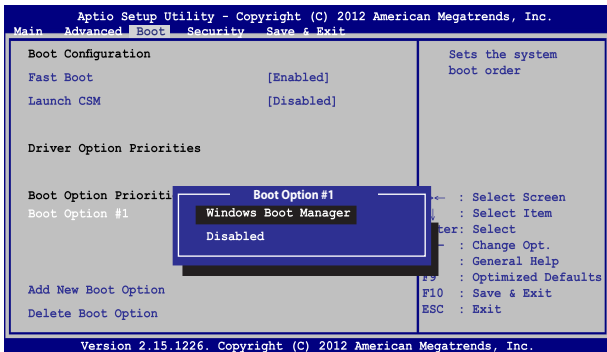 Aptio Setup Utility - Copyright (C) 2012 American Megatrends, Inc.
Main Advanced Boot Security Save & Exit
Boot Configuration
Fast Boot [Enabled]
Launch CSM [Disabled]
Driver Option Priorities
Boot Option Prioriti
Boot Option #1
Boot Option #1
Windows Boot Manager
Disabled
Add New Boot Option
Delete Boot Option
Sets the system
boot order
→← : Select Screen
: Select Item
ter: Select
: Change Opt.
: General Help
F9 : Optimized Defaults
F10 : Save & Exit
ESC : Exit
Version 2.15.1226. Copyright (C) 2012 American Megatrends, Inc.